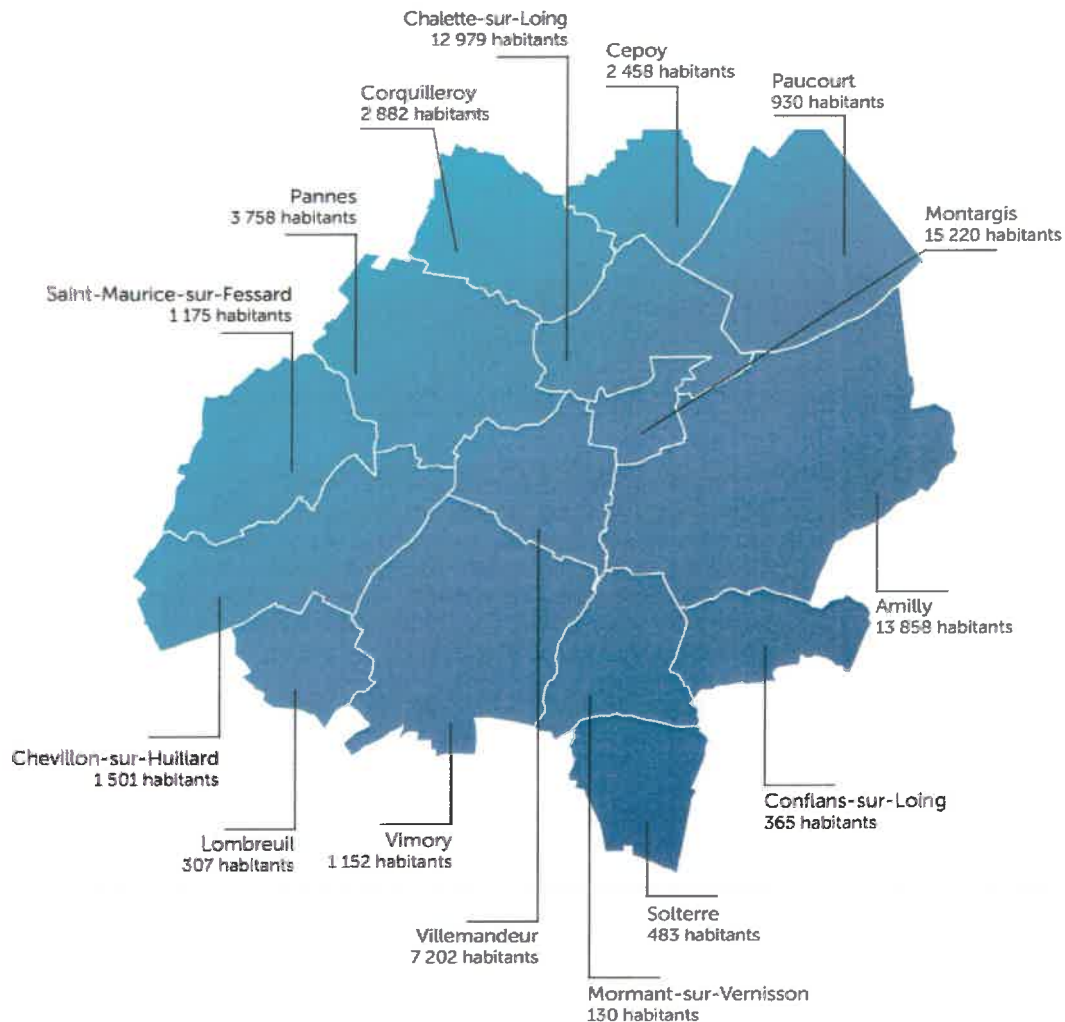 Chalette-sur-Loing
12 979 habitants
Cepoy
2 458 habitants
Paucourt
930 habitants
Corquilleroy
2 882 habitants
Pannes
3 758 habitants
Montargis
15 220 habitants
Saint-Maurice-sur-Fessard
1 175 habitants
Amilly
13 858 habitants
Chevillon-sur-Huillard
1 501 habitants
Conflans-sur-Loing
365 habitants
Lombreuil
307 habitants
Vimory
1 152 habitants
Solterre
483 habitants
Villemandeur
7 202 habitants
Mormant-sur-Vernisson
130 habitants